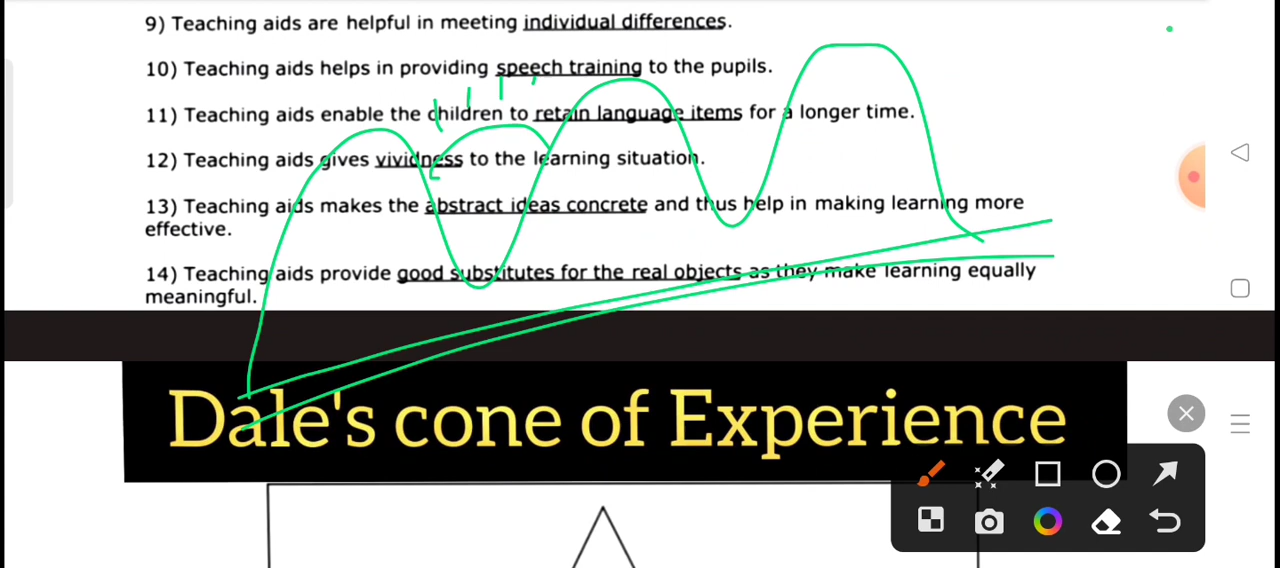 9) Teaching aids are helpful in meeting individual differences.
10) Teaching aids helps in providing speech training to the pupils.
11) Teaching aids enable the children to retain language items for a longer time.
12) Teaching aids gives vividness to the learning situation.
13) Teaching aids makes the abstract ideas concrete and thus help in making learning more
effective.
14) Teaching aids provide good substitutes for the real objects as they make learning equally
meaningful.
Dale's cone of Experience